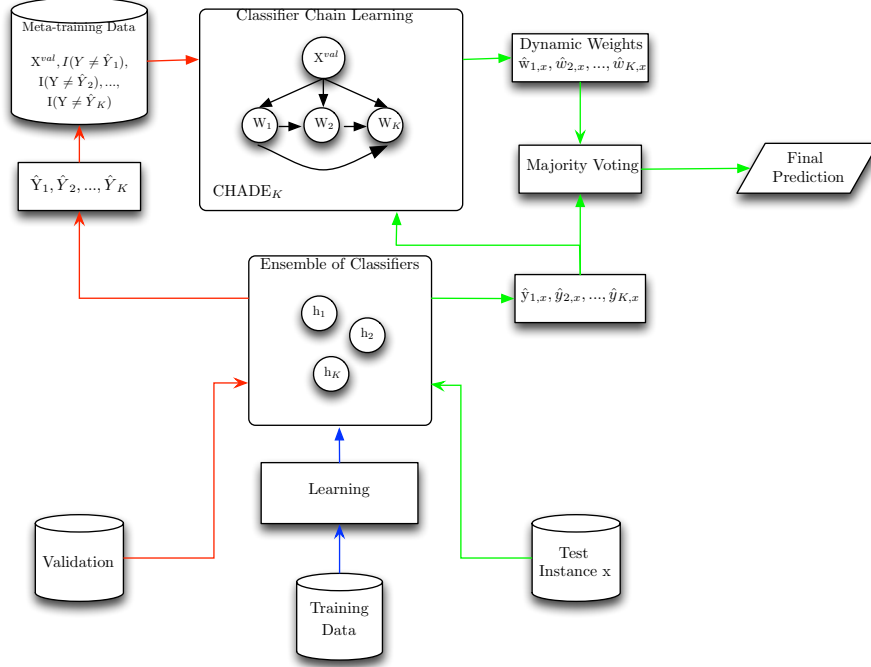 Meta-training Data
X^{val}, I(Y ≠ Ŷ_1),
I(Y ≠ Ŷ_2), ...,
I(Y ≠ Ŷ_K)
Classifier Chain Learning
X^{val}
W_1
W_2
W_K
CHADE_K
Dynamic Weights
ŵ_{1,x}, ŵ_{2,x}, ..., ŵ_{K,x}
Ŷ_1, Ŷ_2, ..., Ŷ_K
Majority Voting
Final
Prediction
Ensemble of Classifiers
h_1
h_2
h_K
ŷ_{1,x}, ŷ_{2,x}, ..., ŷ_{K,x}
Learning
Validation
Test
Instance x
Training
Data